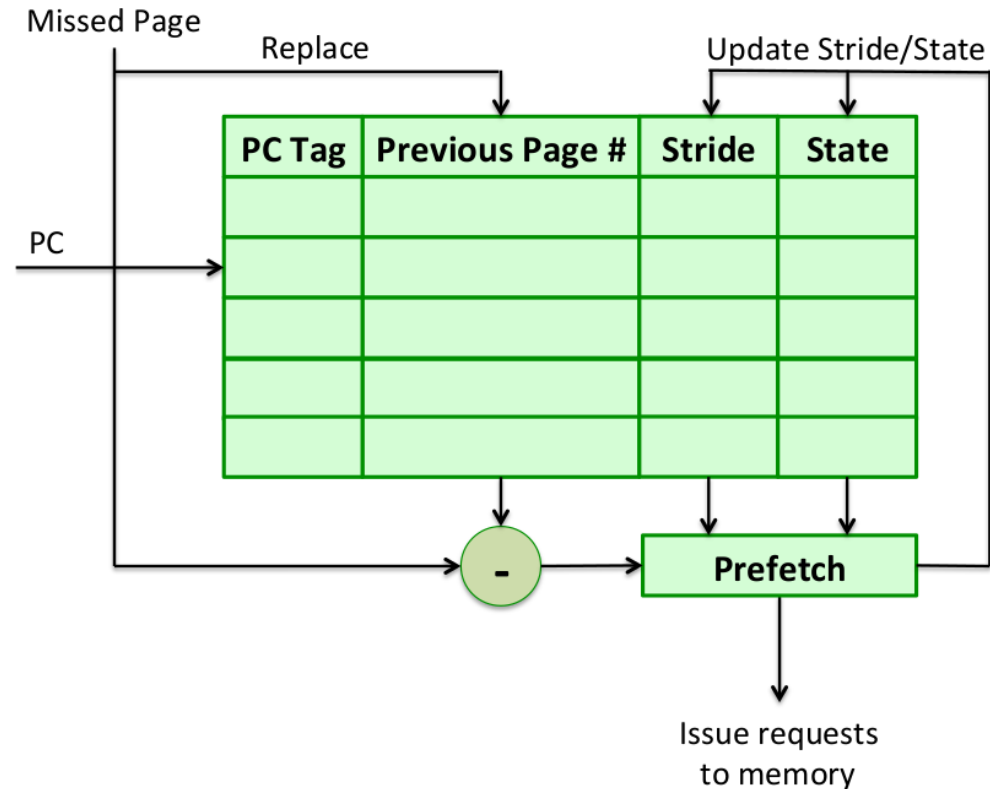 Missed Page
Replace
Update Stride/State
PC Tag
Previous Page #
Stride
State
PC
-
Prefetch
Issue requests
to memory